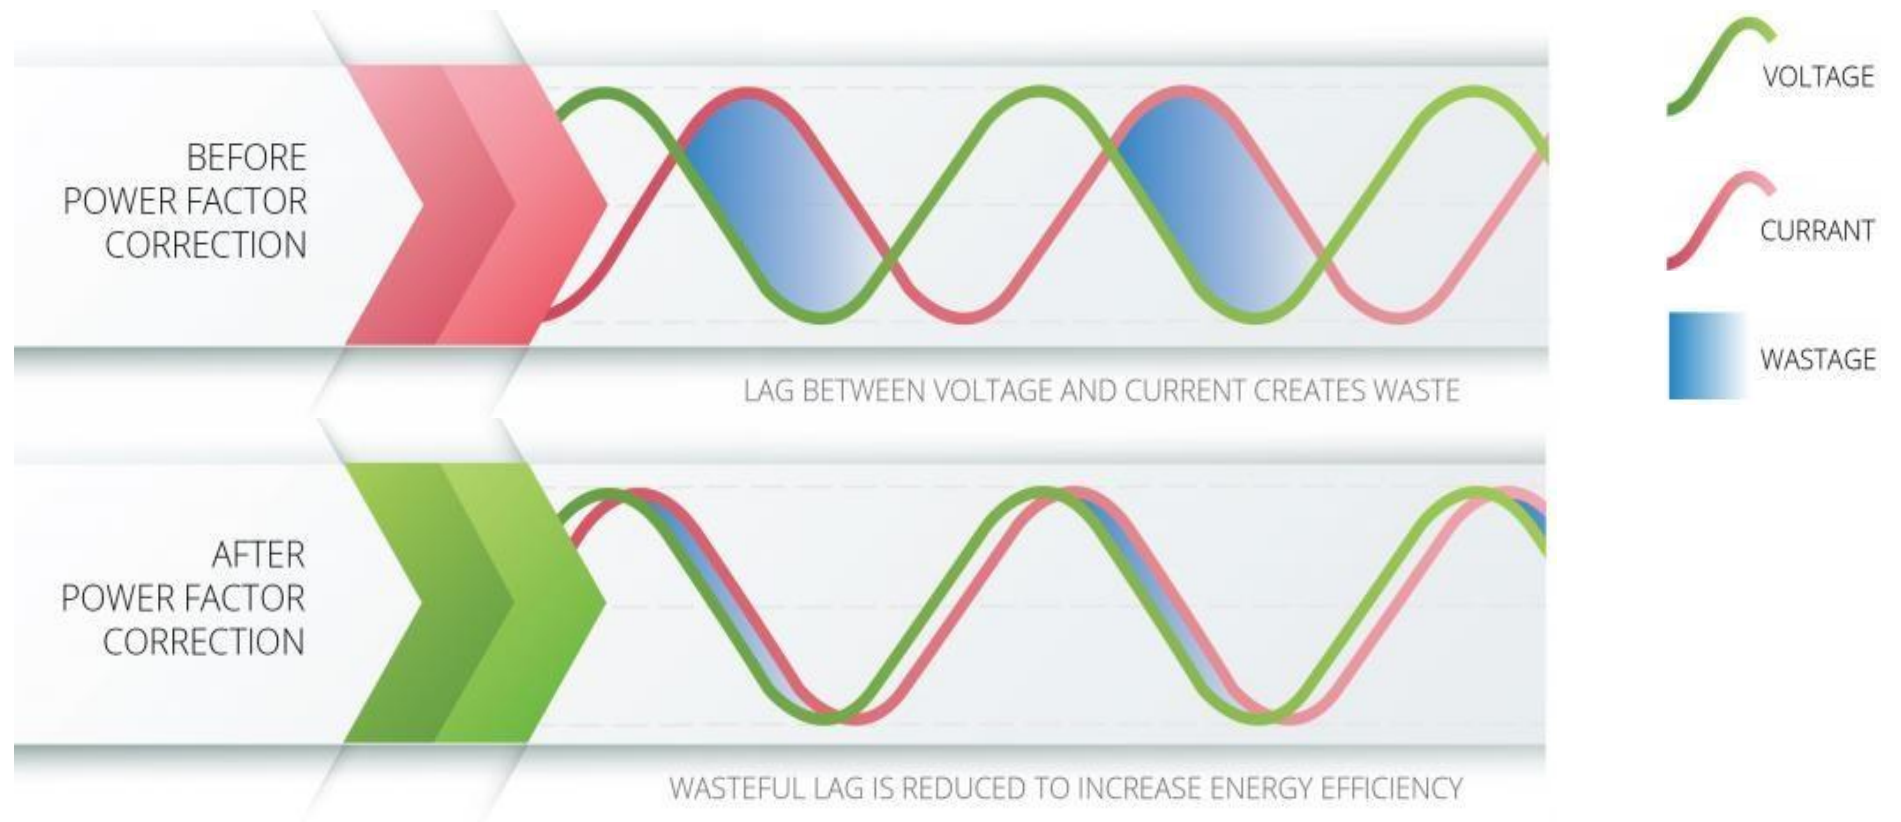 BEFORE
POWER FACTOR
CORRECTION
LAG BETWEEN VOLTAGE AND CURRENT CREATES WASTE
AFTER
POWER FACTOR
CORRECTION
WASTEFUL LAG IS REDUCED TO INCREASE ENERGY EFFICIENCY
VOLTAGE
CURRANT
WASTAGE